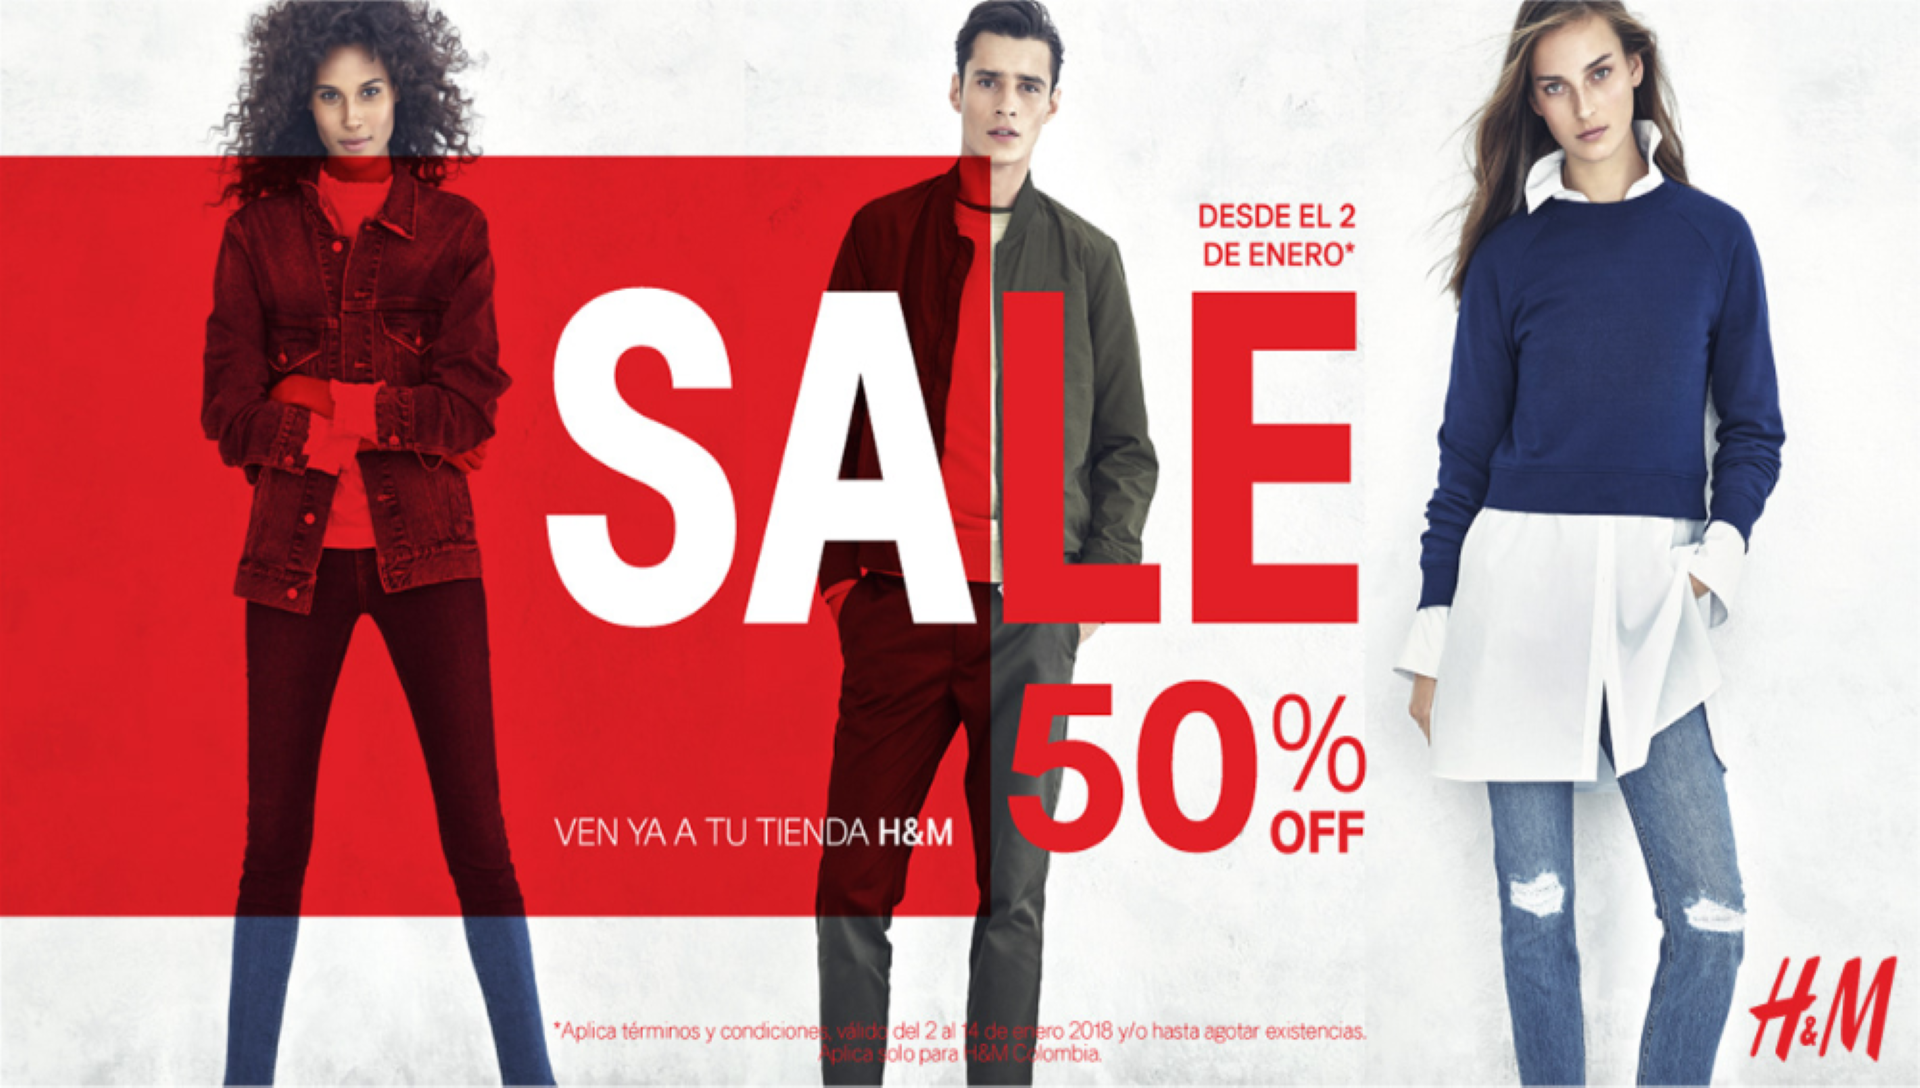 DESDE EL 2
DE ENERO*
SALE
50%
OFF
VEN YA A TU TIENDA H&M
*Aplica términos y condiciones, válido del 2 al 14 de enero 2018 y/o hasta agotar existencias.
Aplica solo para H&M Colombia.
H&M